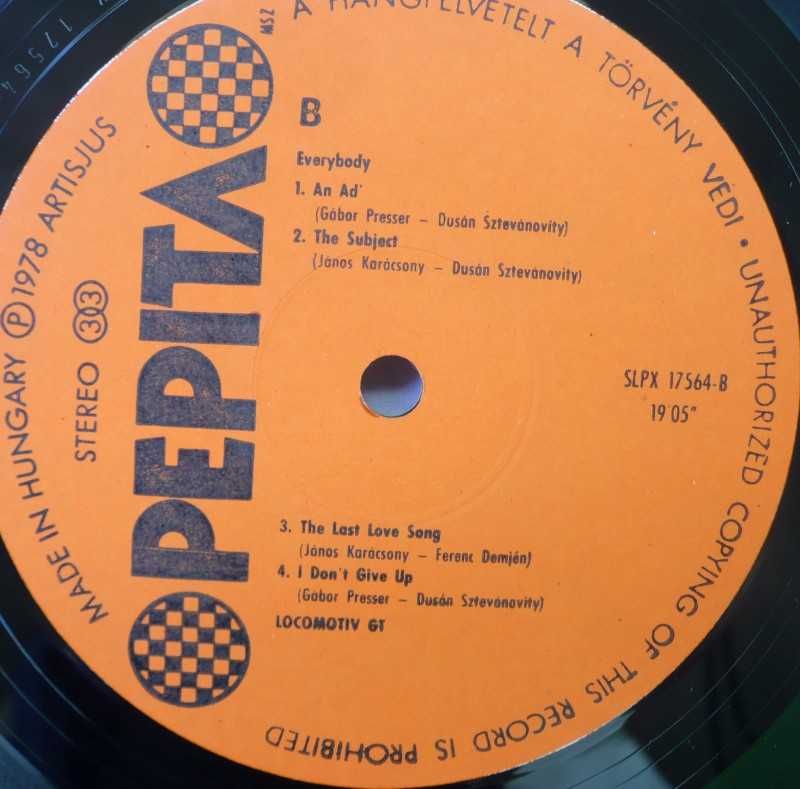 A HANGFELVÉTELT A TÖRVÉNY VÉDI • UNAUTHORIZED COPYING OF THIS RECORD IS PROHIBITED
MADE IN HUNGARY Ⓟ 1978 ARTISJUS
STEREO 33
PEPITA
MSZ
B
Everybody
1. An Ad'
(Gábor Presser – Dusán Sztevánovity)
2. The Subject
(János Karácsony – Dusán Sztevánovity)
SLPX 17564-B
19'05"
3. The Last Love Song
(János Karácsony – Ferenc Demjén)
4. I Don't Give Up
(Gábor Presser – Dusán Sztevánovity)
LOCOMOTIV GT
17564